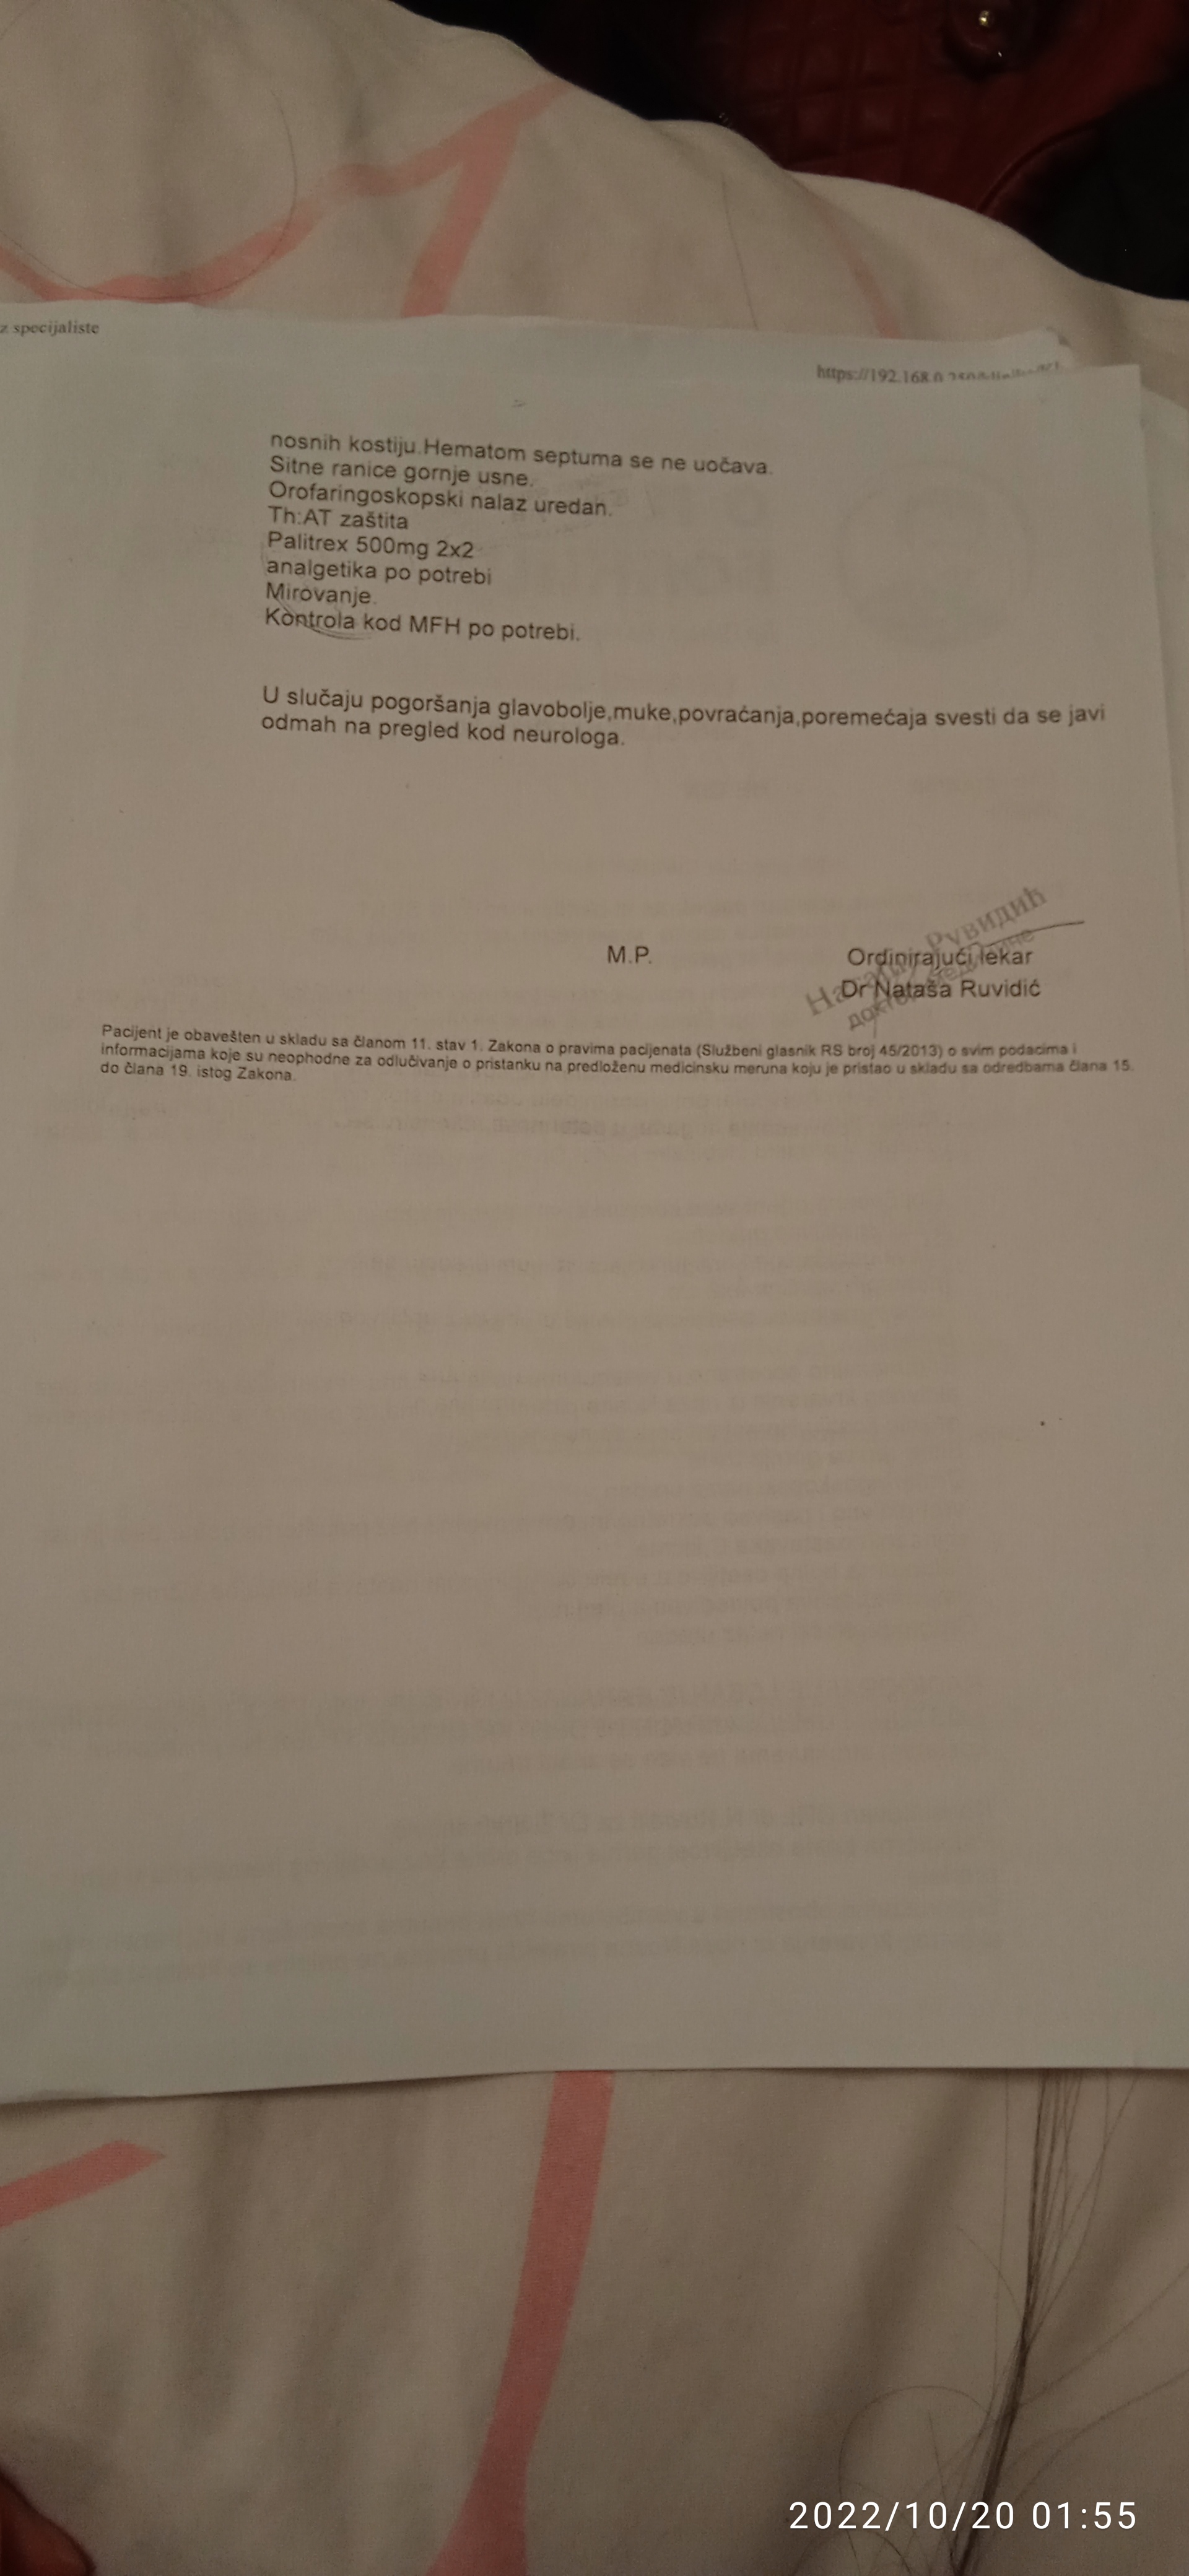 z specijaliste
https://192.168.0
nosnih kostiju.Hematom septuma se ne uočava.
Sitne ranice gornje usne.
Orofaringoskopski nalaz uredan.
Th:AT zaštita
Palitrex 500mg 2x2
analgetika po potrebi
Mirovanje.
Kontrola kod MFH po potrebi.
U slučaju pogoršanja glavobolje,muke,povraćanja,poremećaja svesti da se javi
odmah na pregled kod neurologa.
M.P.
Рувидић
Ordinirajući lekar
Dr Nataša Ruvidić
Pacijent je obavešten u skladu sa članom 11. stav 1. Zakona o pravima pacijenata (Službeni glasnik RS broj 45/2013) o svim podacima i
informacijama koje su neophodne za odlučivanje o pristanku na predloženu medicinsku meruna koju je pristao u skladu sa odredbama člana 15.
do člana 19. istog Zakona.
2022/10/20 01:55